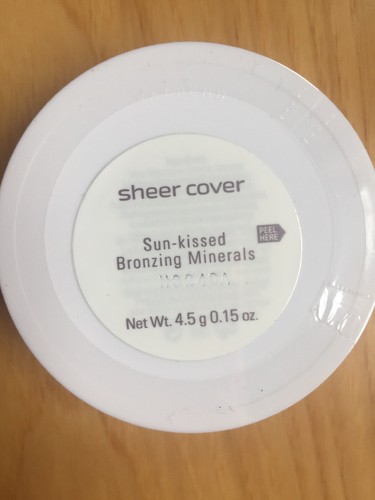 sheer cover
PEEL
HERE
Sun-kissed
Bronzing Minerals
Net Wt. 4.5 g 0.15 oz.